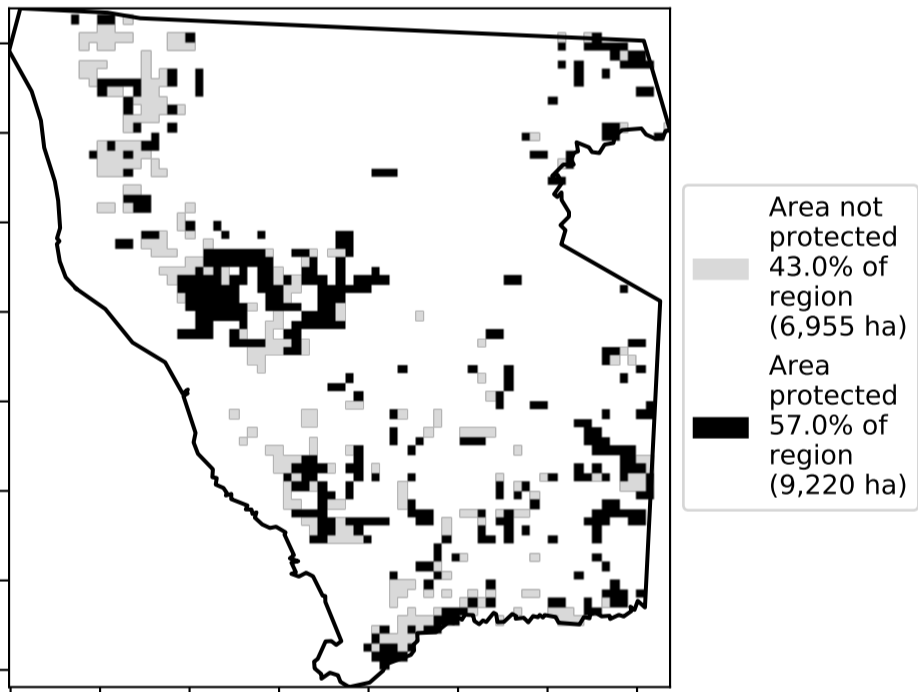 Area not
protected
43.0% of
region
(6,955 ha)
Area
protected
57.0% of
region
(9,220 ha)